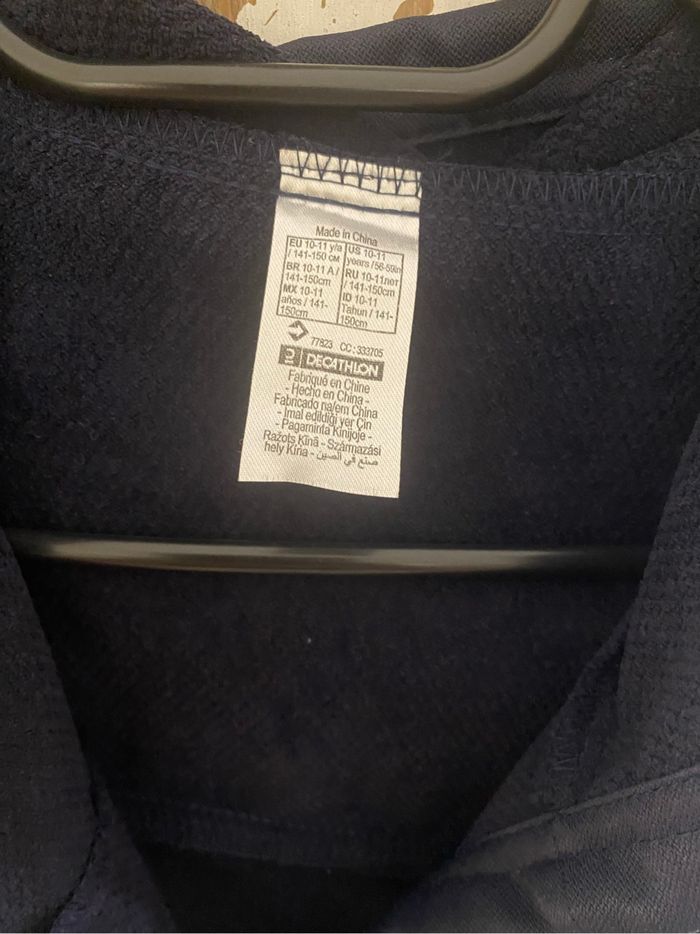 Made in China
EU 10-11 y/a
/ 141-150 CM
BR 10-11 A /
141-150cm
MX 10-11
años / 141-
150cm
US 10-11
years / 56-59in
RU 10-11лет
/ 141-150cm
ID 10-11
Tahun / 141-
150cm
77823 CC : 333705
DECATHLON
Fabriqué en Chine
- Hecho en China -
Fabricado na/em China
- Imal edildiği yer Çin
- Pagaminta Kinijoje -
Ražots Ķīnā - Származási
hely Kína - صنع في الصين